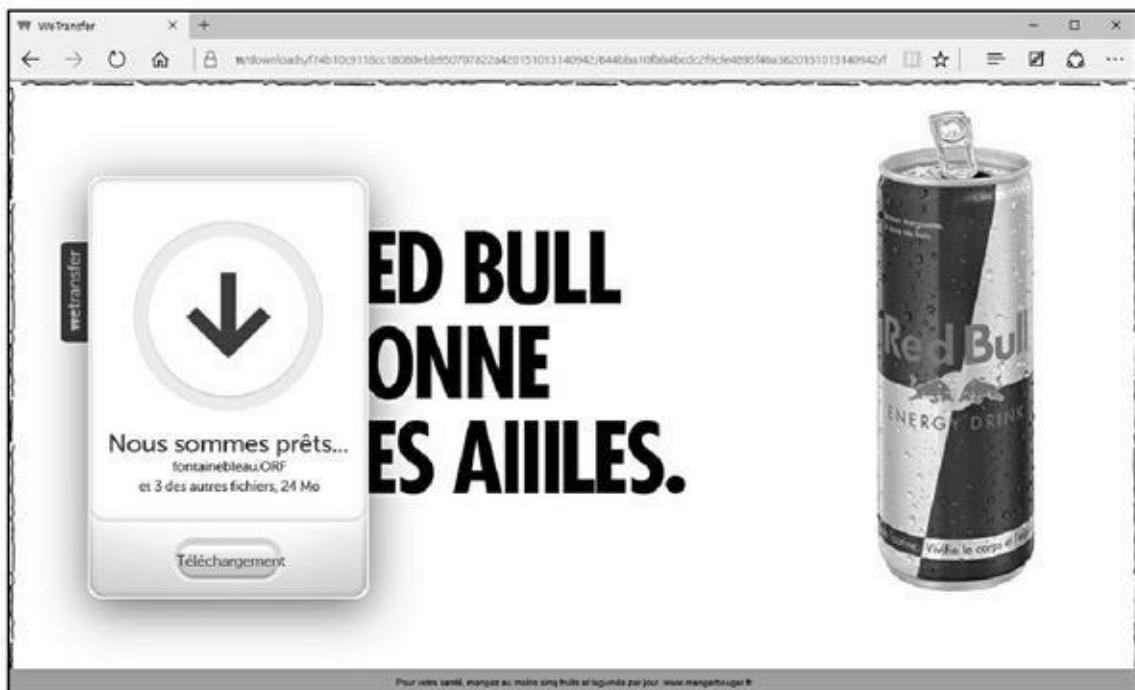 WeTransfer
wetransfer
Nous sommes prêts...
fontainebleau.ORF
et 3 des autres fichiers, 24 Mo
Téléchargement
ED BULL
ONNE
ES AIIILES.
Red Bull
ENERGY DRINK
Vivifie le corps et l'
Pour votre santé, mangez au moins cinq fruits et légumes par jour. www.mangerbouger.fr